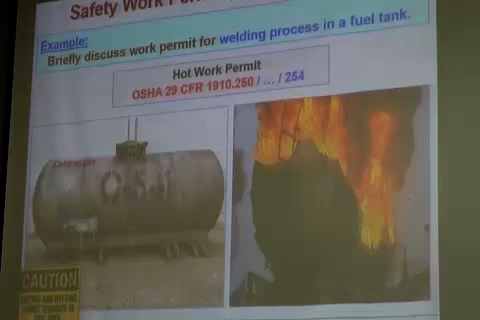 Safety Work
Example:
Briefly discuss work permit for welding process in a fuel tank.
Hot Work Permit
OSHA 29 CFR 1910.250 / ... / 254
CAUTION